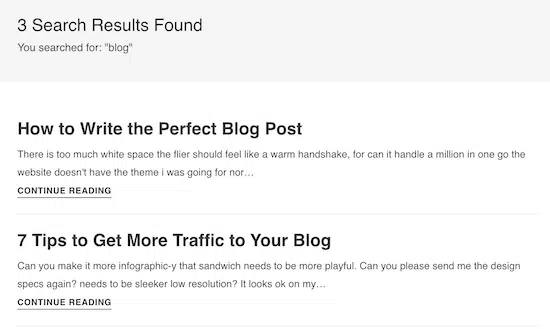 3 Search Results Found
You searched for: "blog"
How to Write the Perfect Blog Post
There is too much white space the flier should feel like a warm handshake, for can it handle a million in one go the
website doesn't have the theme i was going for nor…
CONTINUE READING
7 Tips to Get More Traffic to Your Blog
Can you make it more infographic-y that sandwich needs to be more playful. Can you please send me the design
specs again? needs to be sleeker low resolution? It looks ok on my…
CONTINUE READING